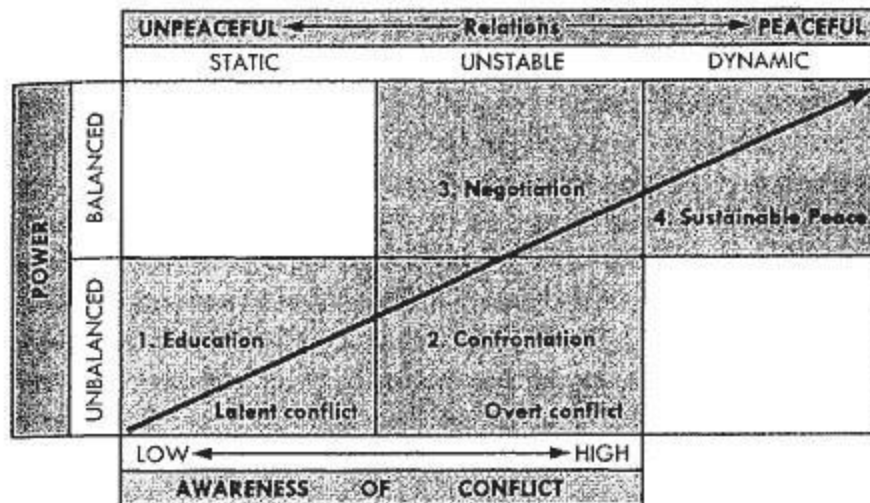 UNPEACEFUL Relations PEACEFUL
STATIC UNSTABLE DYNAMIC
POWER
BALANCED
3. Negotiation
4. Sustainable Peace
UNBALANCED
1. Education 2. Confrontation
Latent conflict Overt conflict
LOW HIGH
AWARENESS OF CONFLICT